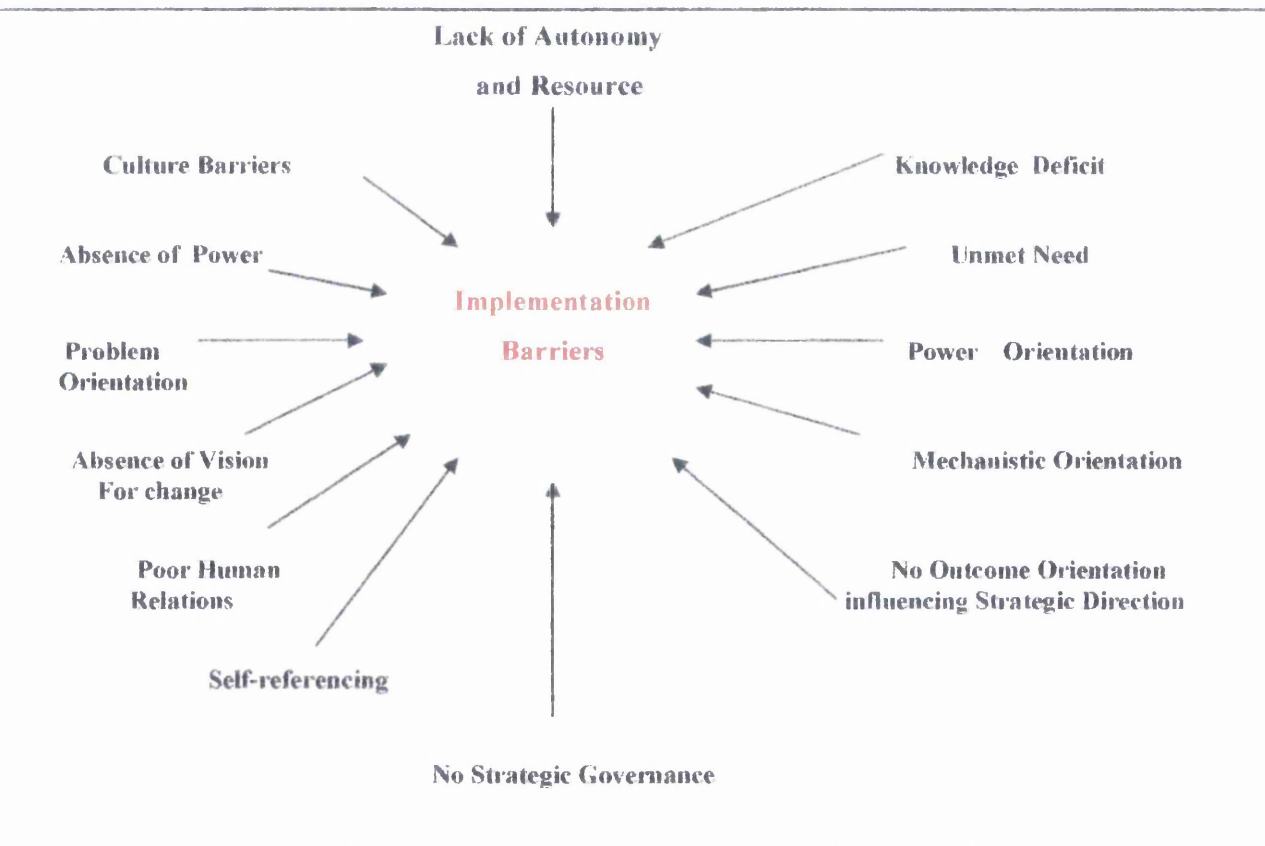 Lack of Autonomy
and Resource
Culture Barriers
Knowledge Deficit
Absence of Power
Unmet Need
Implementation
Barriers
Problem
Orientation
Power Orientation
Absence of Vision
For change
Mechanistic Orientation
Poor Human
Relations
No Outcome Orientation
influencing Strategic Direction
Self-referencing
No Strategic Governance